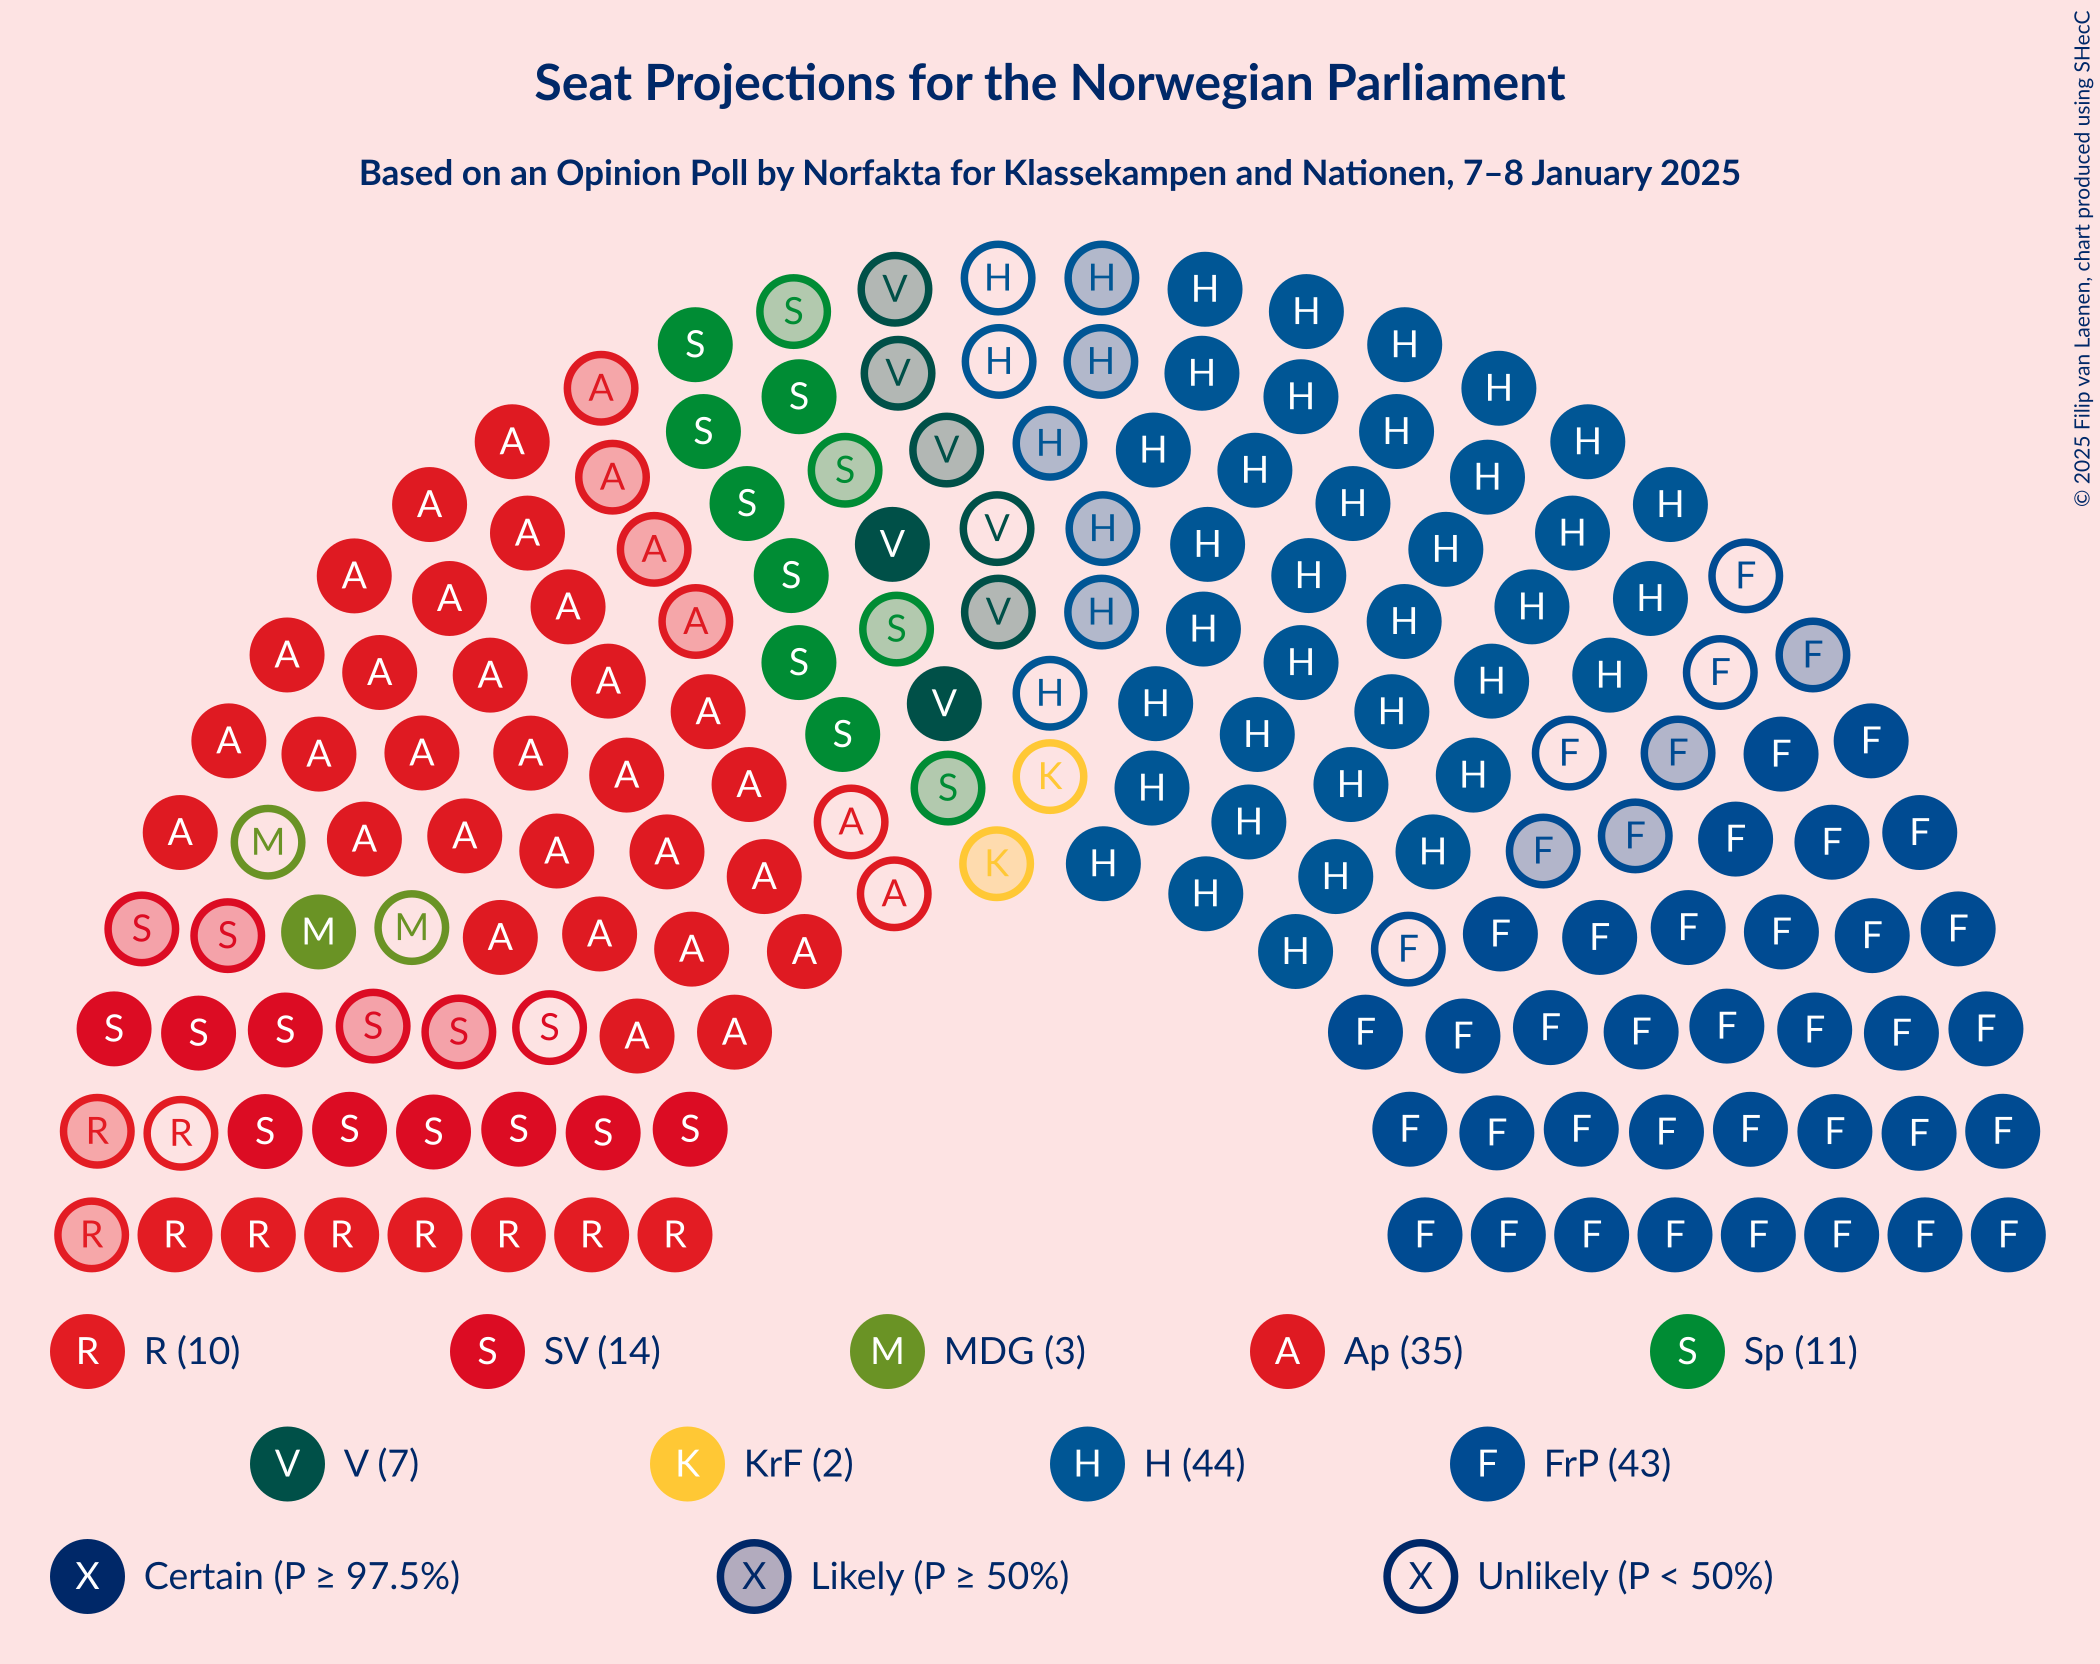 Seat Projections for the Norwegian Parliament
Based on an Opinion Poll by Norfakta for Klassekampen and Nationen, 7–8 January 2025
© 2025 Filip van Laenen, chart produced using SHecC
H H
V H
S H
S H
A H
A H
A F
A F
A F
A F
S F
S F
R F
R F
R R (10)
S SV (14)
M MDG (3)
A Ap (35)
S Sp (11)
V V (7)
K KrF (2)
H H (44)
F FrP (43)
X Certain (P ≥ 97.5%)
X Likely (P ≥ 50%)
X Unlikely (P < 50%)